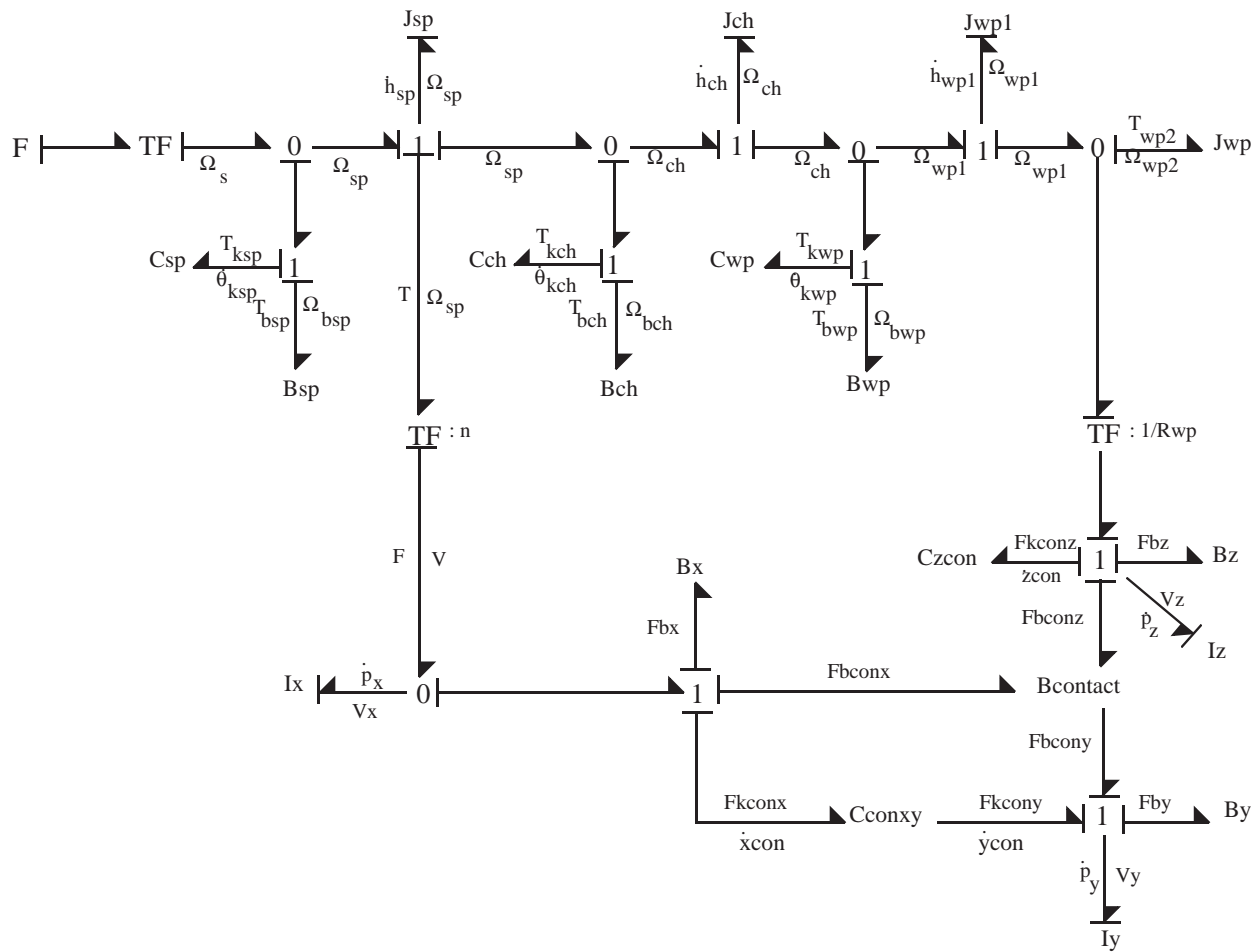 Jsp Jch Jwp1
ḣsp Ωsp ḣch Ωch ḣwp1 Ωwp1
F TF 0 1 0 1 0 1 0 Twp2 Jwp
Ωs Ωsp Ωsp Ωch Ωch Ωwp1 Ωwp1 Ωwp2
Csp Tksp 1 Cch Tkch 1 Cwp Tkwp 1
θ̇ksp θ̇kch θ̇kwp
Tbsp Ωbsp T Ωsp Tbch Ωbch Tbwp Ωbwp
Bsp Bch Bwp
TF : n TF : 1/Rwp
F V
Czcon Fkconz 1 Fbz Bz
żcon
Bx
Fbx Fbconz Vz
ṗz
Iz
Ix ṗx 0 1 Fbconx Bcontact
Vx
Fbcony
Fkconx Cconxy Fkcony 1 Fby By
ẋcon ẏcon
ṗy Vy
Iy